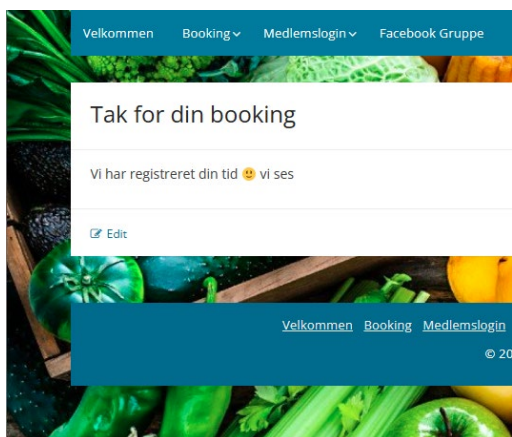 Velkommen Booking Medlemslogin Facebook Gruppe
Tak for din booking
Vi har registreret din tid 🙂 vi ses
Edit
Velkommen Booking Medlemslogin
© 20